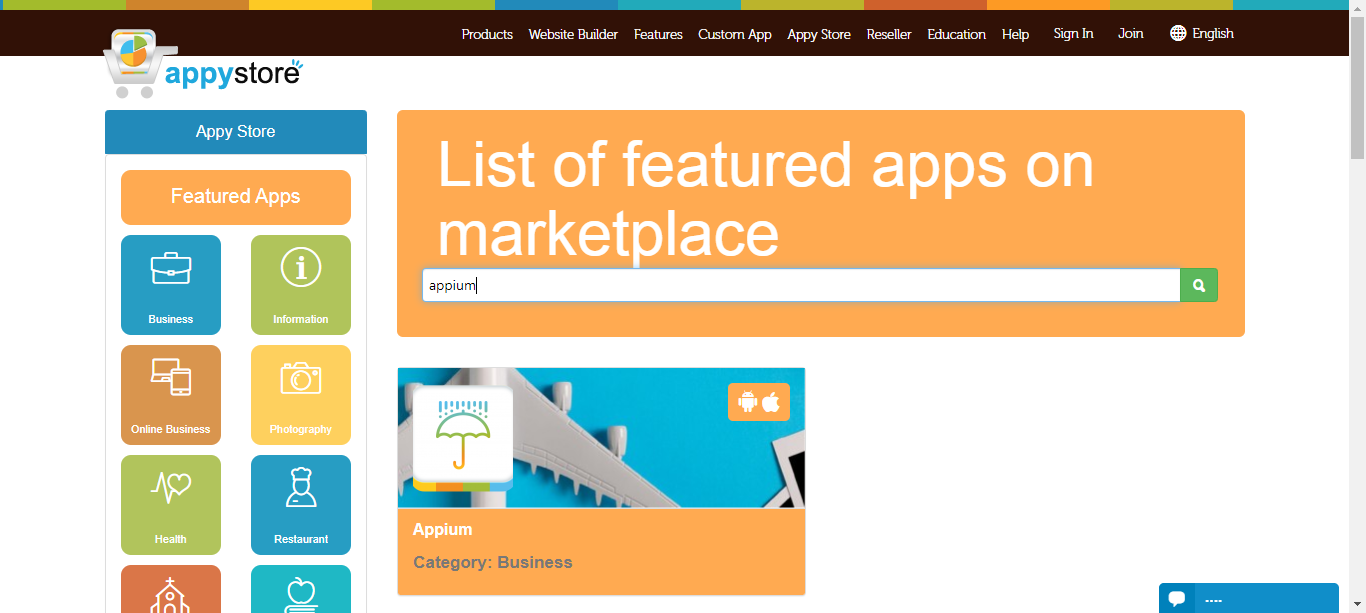 Products Website Builder Features Custom App Appy Store Reseller Education Help Sign In Join English
appystore
Appy Store
Featured Apps
Business
Information
Online Business
Photography
Health
Restaurant
List of featured apps on
marketplace
appium
Appium
Category: Business
----